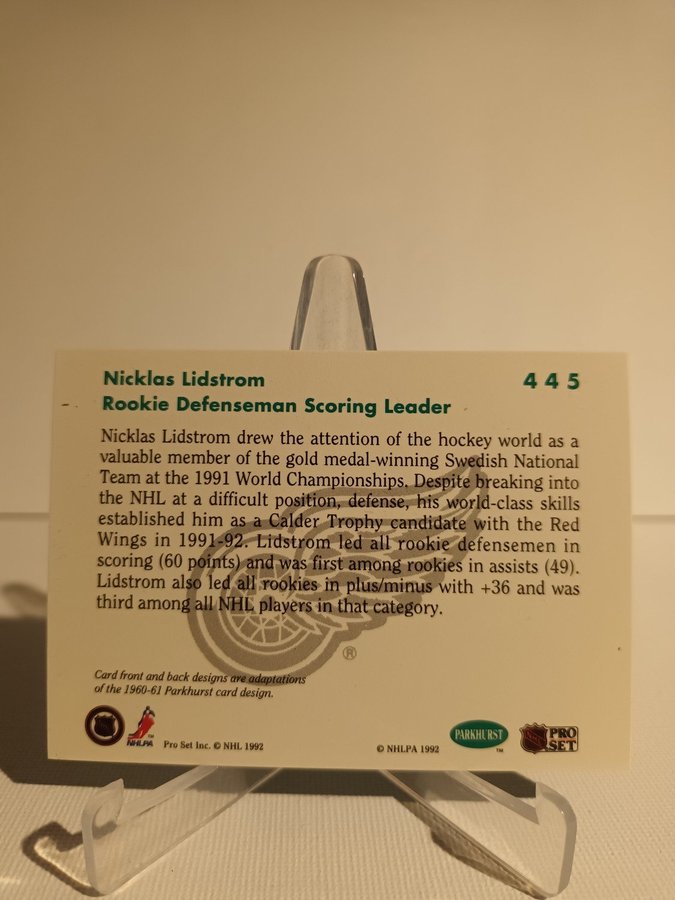 Nicklas Lidstrom
445
Rookie Defenseman Scoring Leader
Nicklas Lidstrom drew the attention of the hockey world as a
valuable member of the gold medal-winning Swedish National
Team at the 1991 World Championships. Despite breaking into
the NHL at a difficult position, defense, his world-class skills
established him as a Calder Trophy candidate with the Red
Wings in 1991-92. Lidstrom led all rookie defensemen in
scoring (60 points) and was first among rookies in assists (49).
Lidstrom also led all rookies in plus/minus with +36 and was
third among all NHL players in that category.
®
Card front and back designs are adaptations
of the 1960-61 Parkhurst card design.
NHLPA
™
Pro Set Inc. © NHL 1992
© NHLPA 1992
PARKHURST
™
PRO
SET